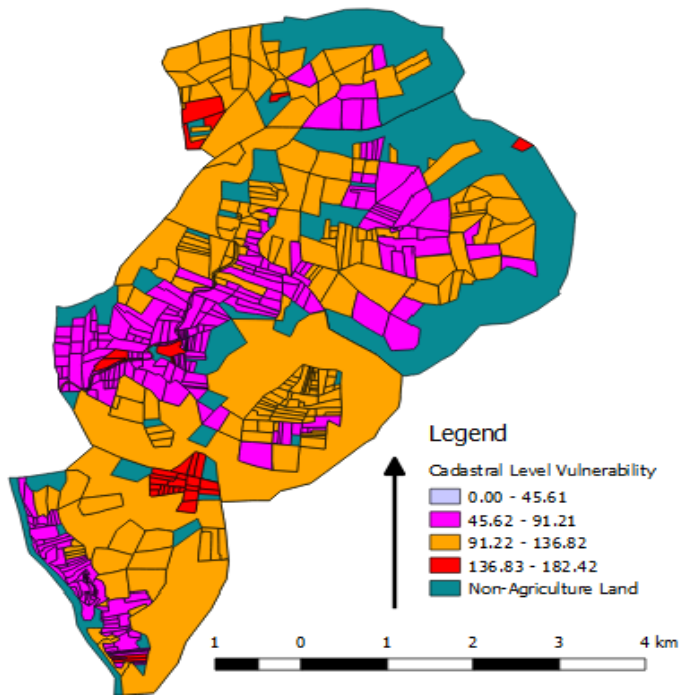 Legend
Cadastral Level Vulnerability
0.00 - 45.61
45.62 - 91.21
91.22 - 136.82
136.83 - 182.42
Non-Agriculture Land
1 0 1 2 3 4 km